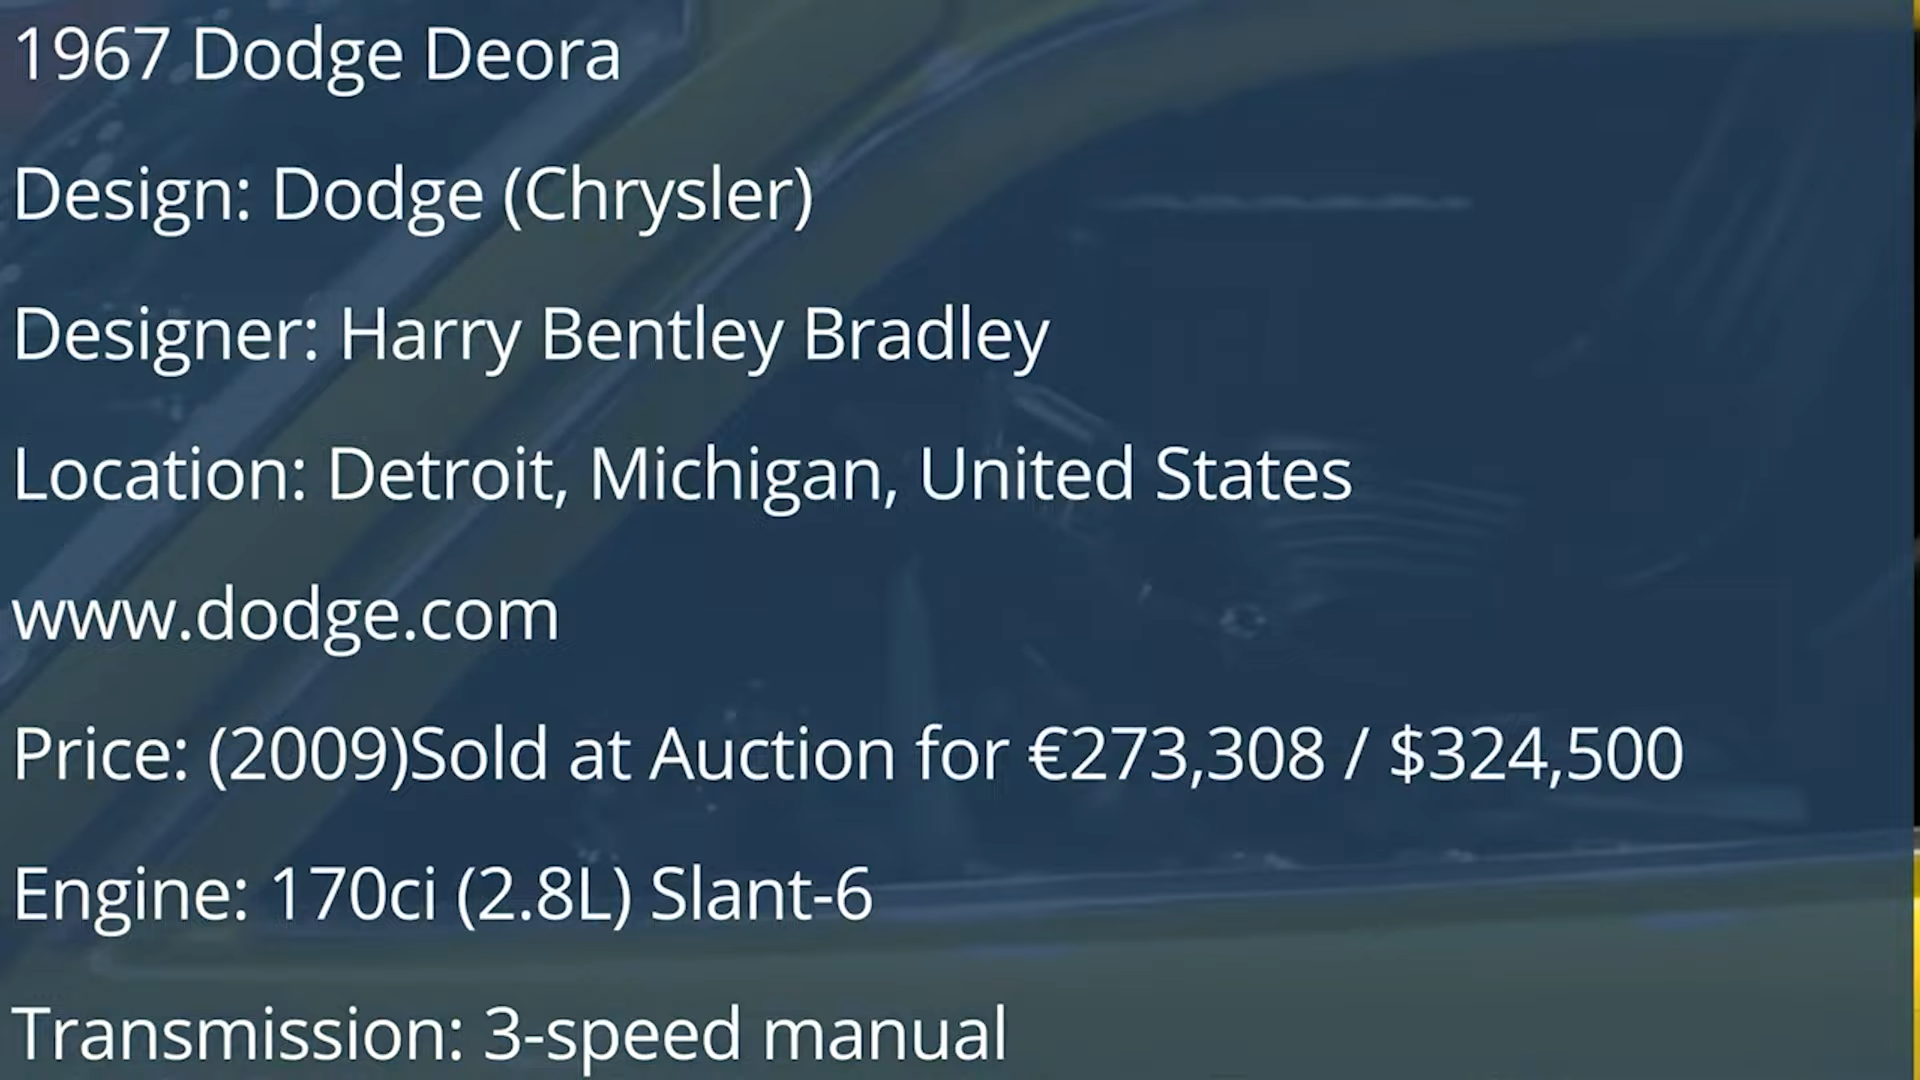 1967 Dodge Deora
Design: Dodge (Chrysler)
Designer: Harry Bentley Bradley
Location: Detroit, Michigan, United States
www.dodge.com
Price: (2009)Sold at Auction for €273,308 / $324,500
Engine: 170ci (2.8L) Slant-6
Transmission: 3-speed manual